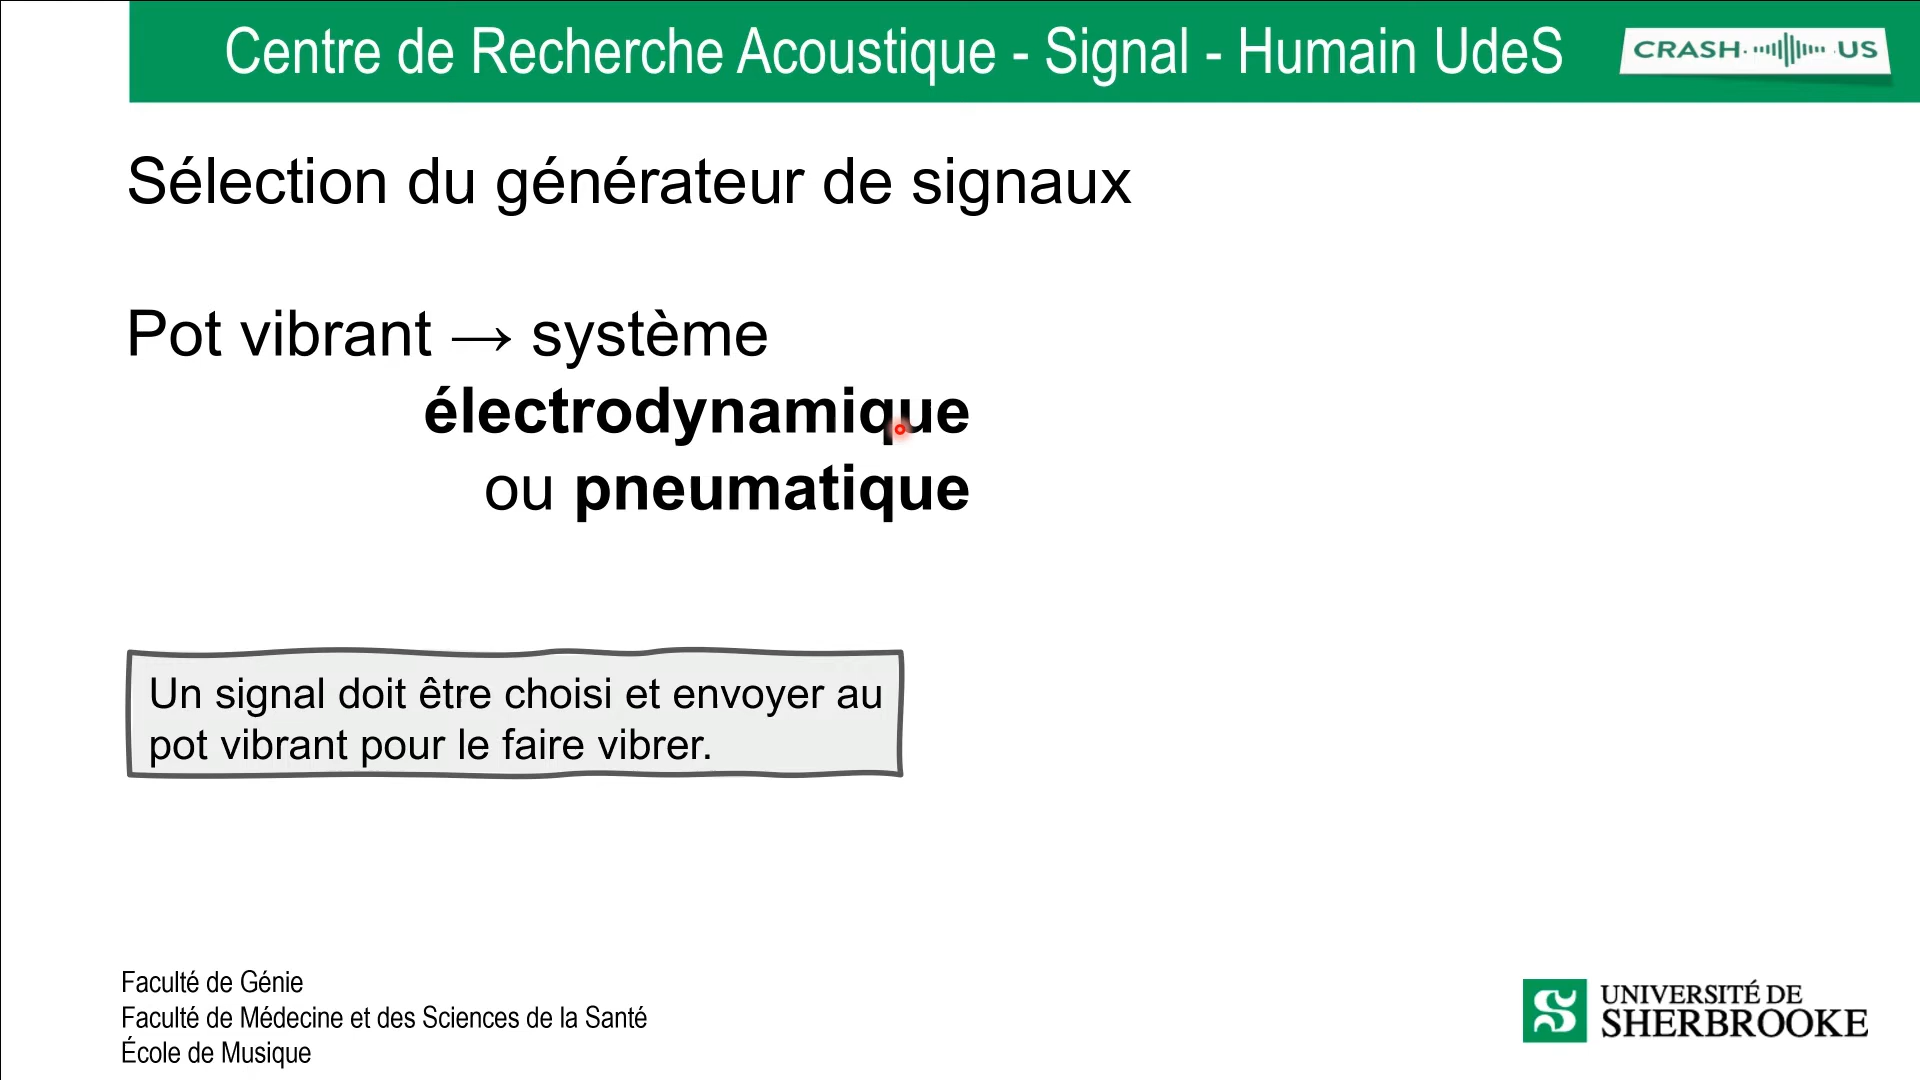 Centre de Recherche Acoustique - Signal - Humain UdeS
CRASH · US
Sélection du générateur de signaux
Pot vibrant → système
électrodynamique
ou pneumatique
Un signal doit être choisi et envoyer au
pot vibrant pour le faire vibrer.
Faculté de Génie
Faculté de Médecine et des Sciences de la Santé
École de Musique
UNIVERSITÉ DE
SHERBROOKE